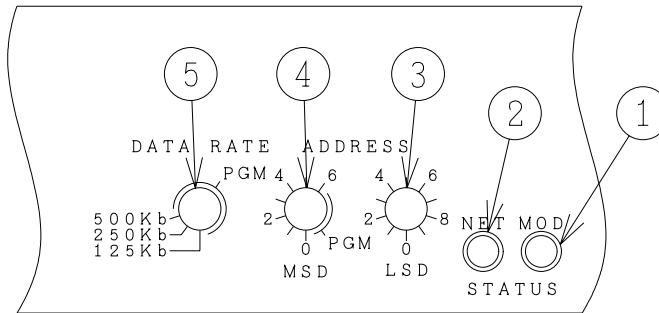 5 4 3
2 1
DATA RATE ADDRESS
PGM 4 6 4 6
500Kb 2 2 8
250Kb NET MOD
125Kb 0 PGM 0
MSD LSD
STATUS